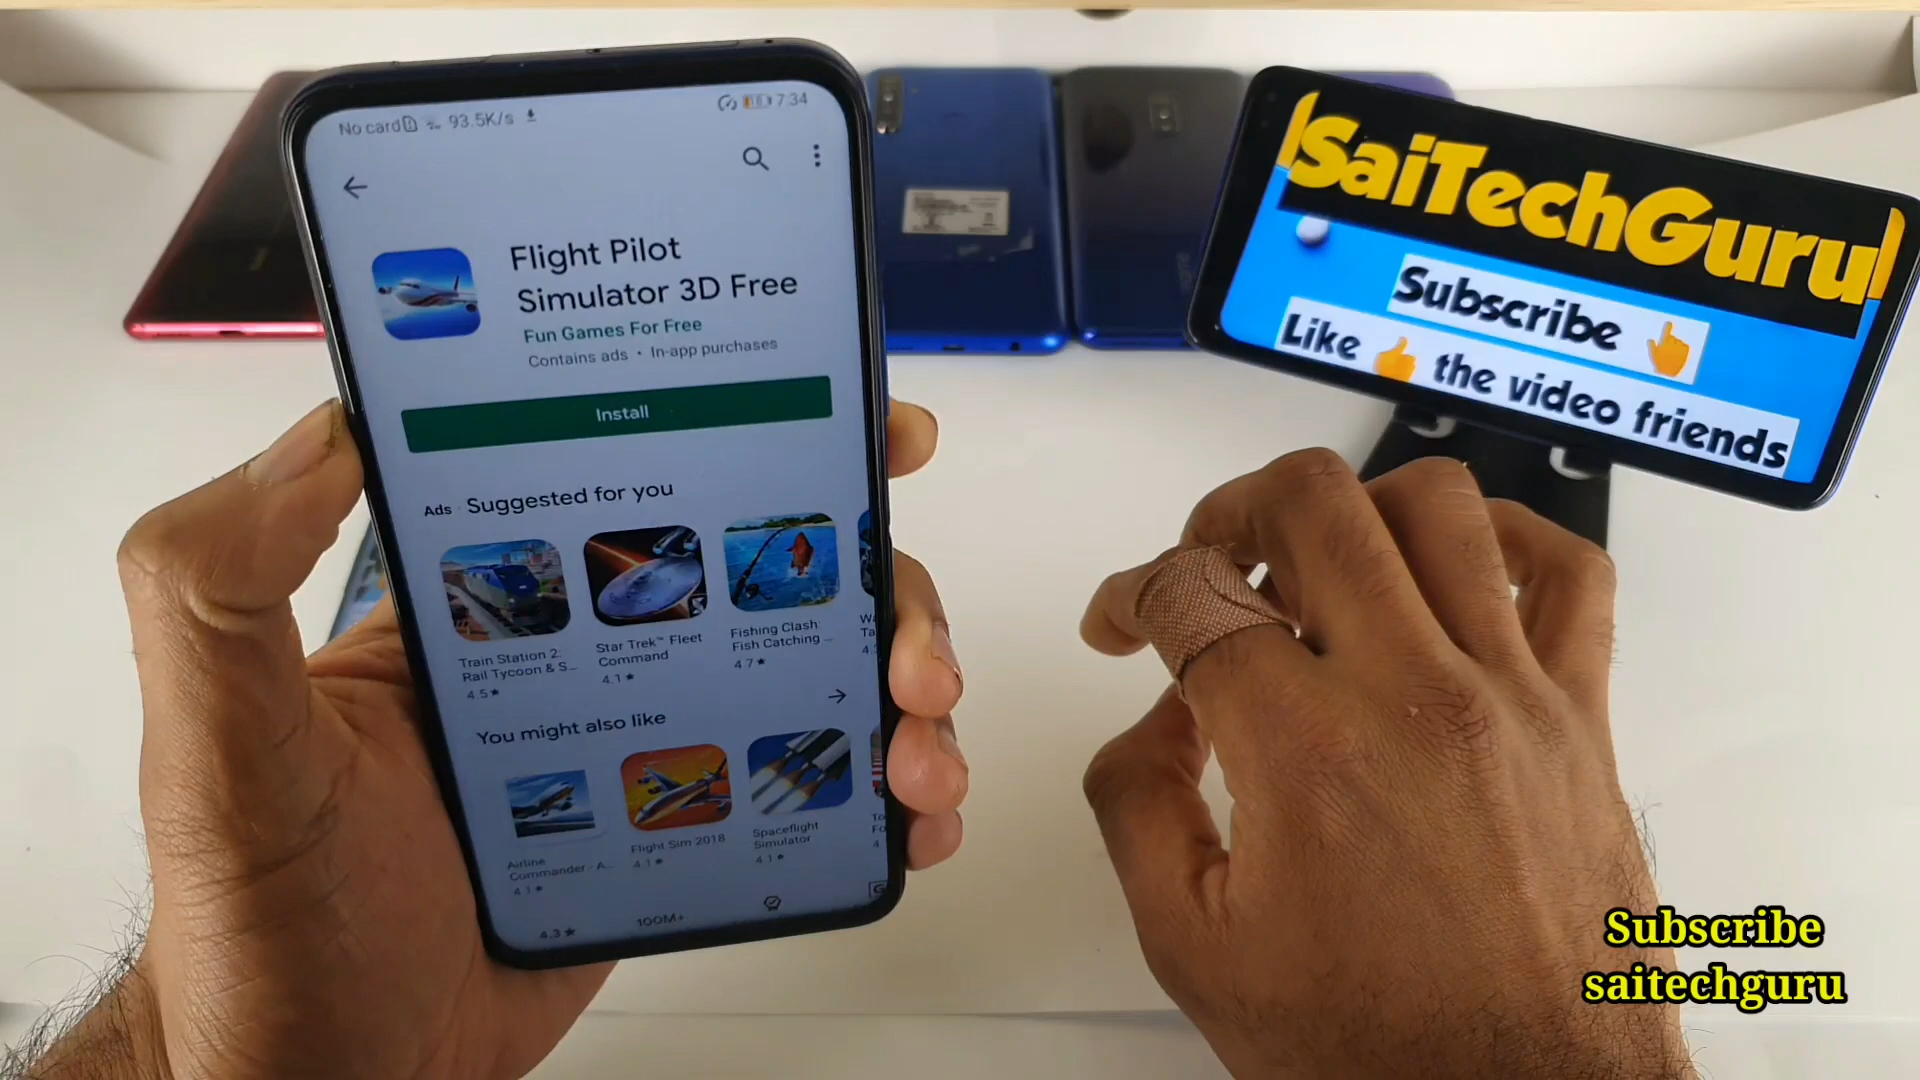 No card 93.5K/s 7:34
Flight Pilot
Simulator 3D Free
Fun Games For Free
Contains ads • In-app purchases
Install
Ads Suggested for you
Train Station 2:
Rail Tycoon & S...
4.5★
Star Trek™ Fleet
Command
4.1★
Fishing Clash:
Fish Catching ...
4.7★
You might also like
Airline
Commander - A...
4.1★
Flight Sim 2018
4.1★
Spaceflight
Simulator
4.1★
4.3★
100M+
SaiTechGuru
Subscribe 👆
Like 👍 the video friends
Subscribe
saitechguru